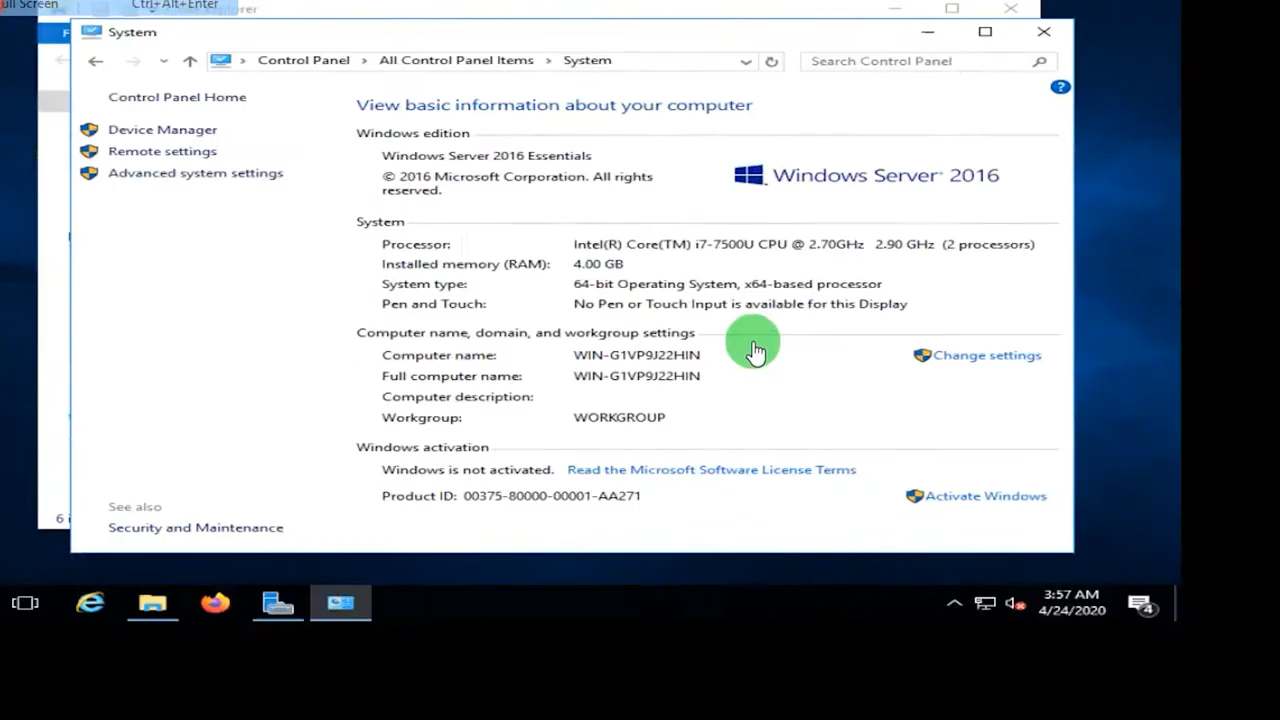 ull Screen
Ctrl+Alt+Enter
System
Control Panel > All Control Panel Items > System
Search Control Panel
Control Panel Home
Device Manager
Remote settings
Advanced system settings
See also
Security and Maintenance
View basic information about your computer
Windows edition
Windows Server 2016 Essentials
© 2016 Microsoft Corporation. All rights
reserved.
Windows Server® 2016
System
Processor: Intel(R) Core(TM) i7-7500U CPU @ 2.70GHz 2.90 GHz (2 processors)
Installed memory (RAM): 4.00 GB
System type: 64-bit Operating System, x64-based processor
Pen and Touch: No Pen or Touch Input is available for this Display
Computer name, domain, and workgroup settings
Computer name: WIN-G1VP9J22HIN
Change settings
Full computer name: WIN-G1VP9J22HIN
Computer description:
Workgroup: WORKGROUP
Windows activation
Windows is not activated. Read the Microsoft Software License Terms
Product ID: 00375-80000-00001-AA271
Activate Windows
3:57 AM
4/24/2020
4